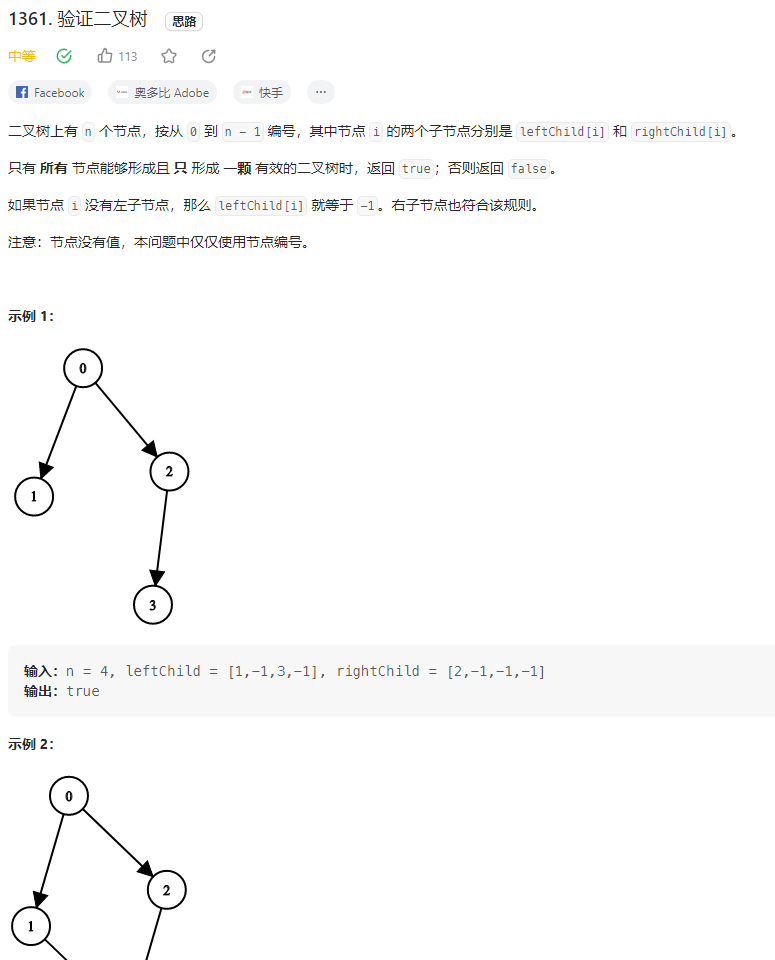 1361. 验证二叉树 思路
中等 113
Facebook 奥多比 Adobe 快手 ···
二叉树上有 n 个节点，按从 0 到 n - 1 编号，其中节点 i 的两个子节点分别是 leftChild[i] 和 rightChild[i]。
只有 所有 节点能够形成且 只 形成 一颗 有效的二叉树时，返回 true；否则返回 false。
如果节点 i 没有左子节点，那么 leftChild[i] 就等于 -1。右子节点也符合该规则。
注意：节点没有值，本问题中仅仅使用节点编号。
示例 1：
0
2
1
3
输入：n = 4, leftChild = [1,-1,3,-1], rightChild = [2,-1,-1,-1]
输出：true
示例 2：
0
2
1